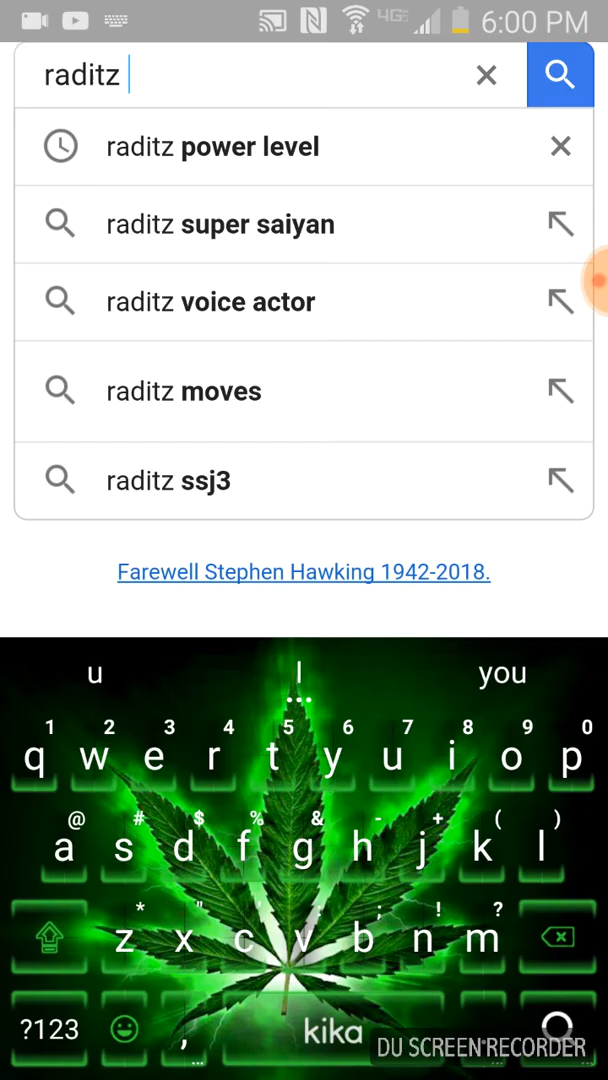 4G 6:00 PM
raditz
raditz power level
raditz super saiyan
raditz voice actor
raditz moves
raditz ssj3
Farewell Stephen Hawking 1942-2018.
u I you
1 2 3 4 5 6 7 8 9 0
q w e r t y u i o p
@ # $ % & - + ( )
a s d f g h j k l
* " ' : ; ! ?
z x c v b n m
?123 , kika
DU SCREEN RECORDER